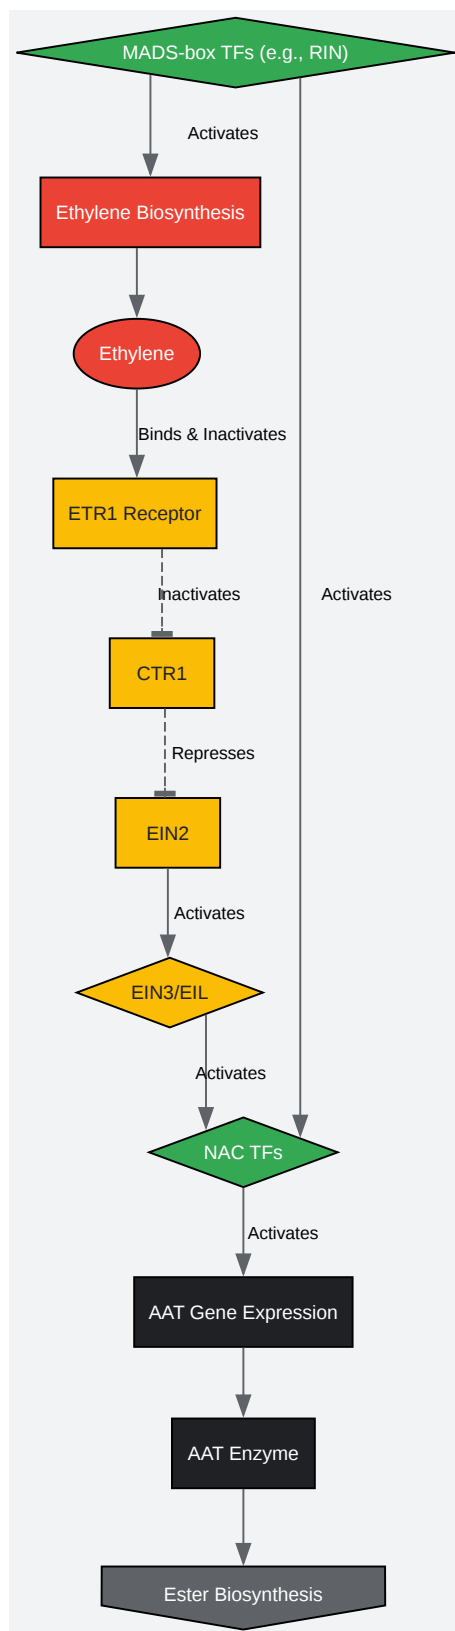 MADS-box TFs (e.g., RIN)
Activates
Ethylene Biosynthesis
Ethylene
Binds & Inactivates
ETR1 Receptor
Inactivates
Activates
CTR1
Represses
EIN2
Activates
EIN3/EIL
Activates
NAC TFs
Activates
AAT Gene Expression
AAT Enzyme
Ester Biosynthesis